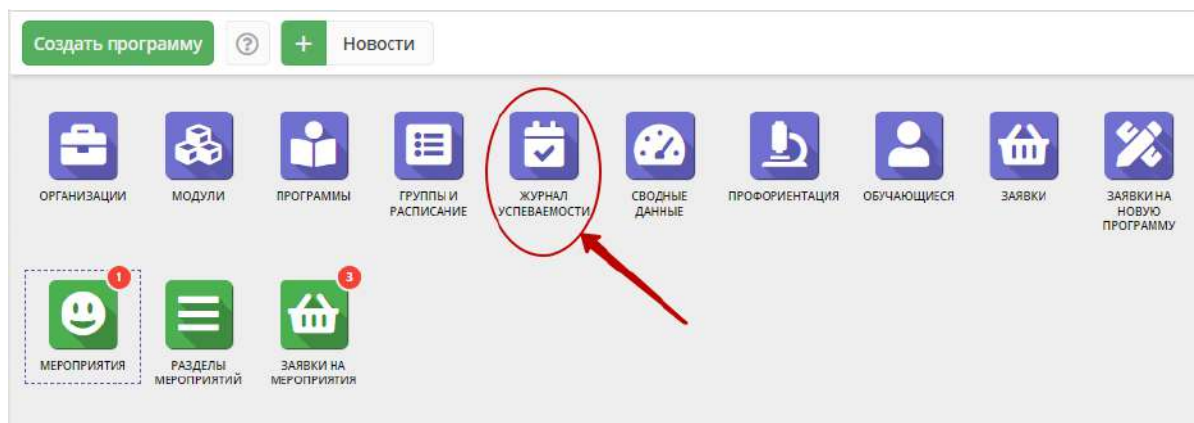 Создать программу
?
+
Новости
ОРГАНИЗАЦИИ
МОДУЛИ
ПРОГРАММЫ
ГРУППЫ И
РАСПИСАНИЕ
ЖУРНАЛ
УСПЕВАЕМОСТИ
СВОДНЫЕ
ДАННЫЕ
ПРОФОРИЕНТАЦИЯ
ОБУЧАЮЩИЕСЯ
ЗАЯВКИ
ЗАЯВКИ НА
НОВУЮ
ПРОГРАММУ
1
МЕРОПРИЯТИЯ
РАЗДЕЛЫ
МЕРОПРИЯТИЙ
3
ЗАЯВКИ НА
МЕРОПРИЯТИЯ